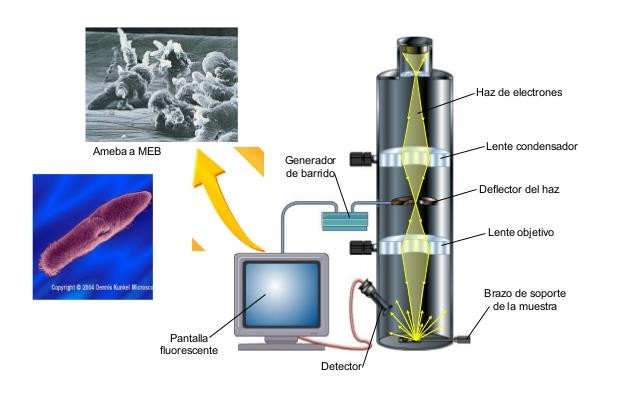 Ameba a MEB
Copyright © 2004 Dennis Kunkel Microsc
Generador
de barrido
Haz de electrones
Lente condensador
Deflector del haz
Lente objetivo
Brazo de soporte
de la muestra
Pantalla
fluorescente
Detector